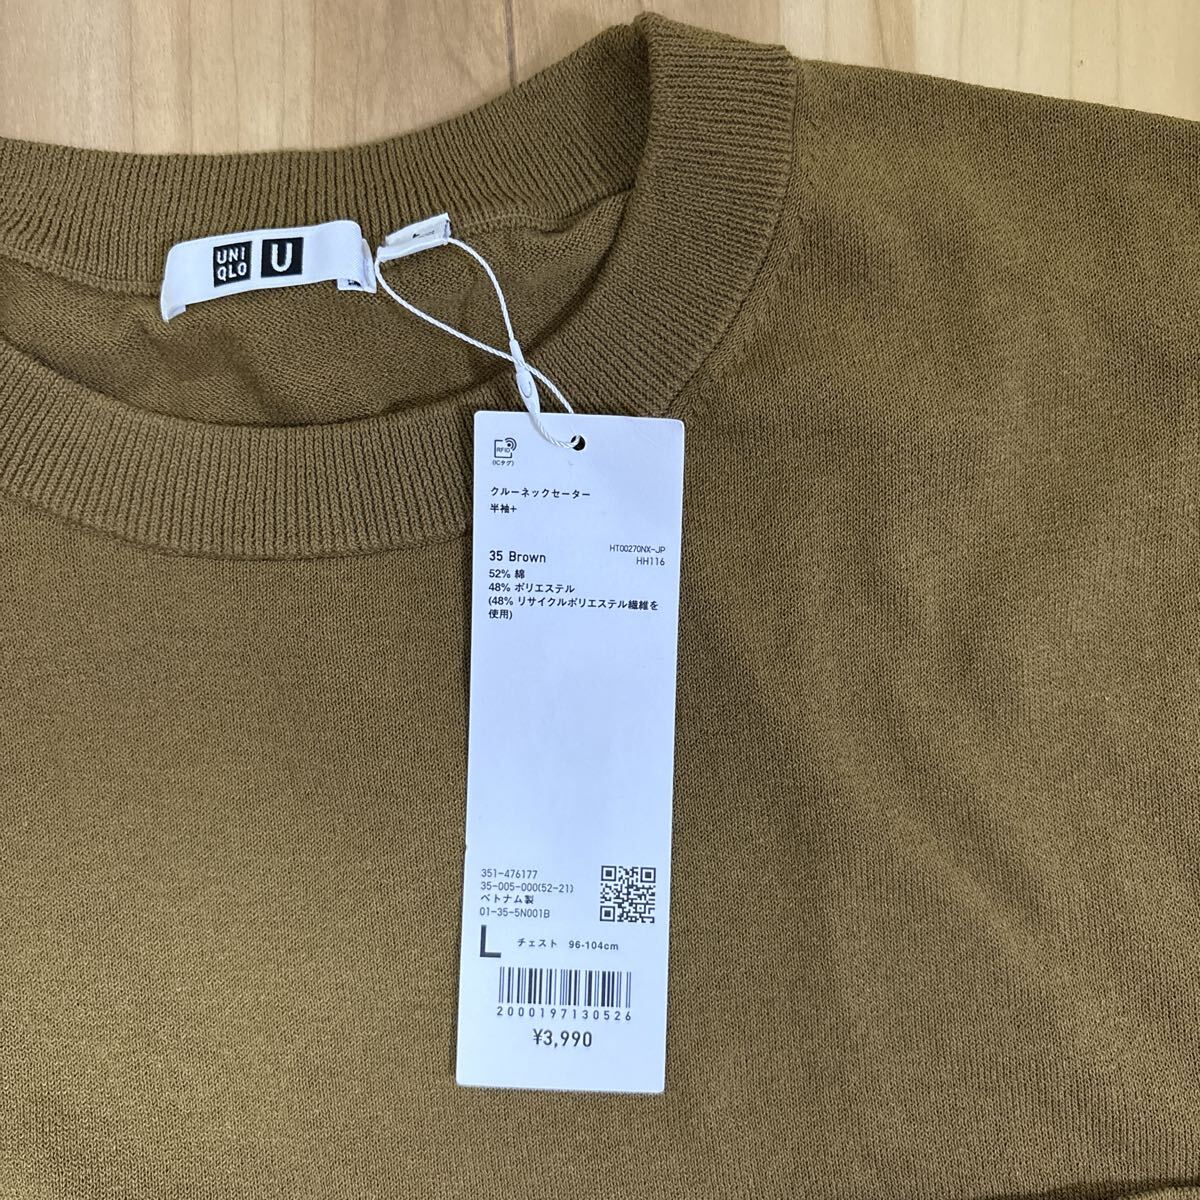 UNI
QLO
U
RFID
(ICタグ)
クルーネックセーター
半袖+
35 Brown
HT00270NX-JP
HH116
52% 綿
48% ポリエステル
(48% リサイクルポリエステル繊維を
使用)
351-476177
35-005-000(52-21)
ベトナム製
01-35-5N001B
L チェスト 96-104cm
2000197130526
¥3,990